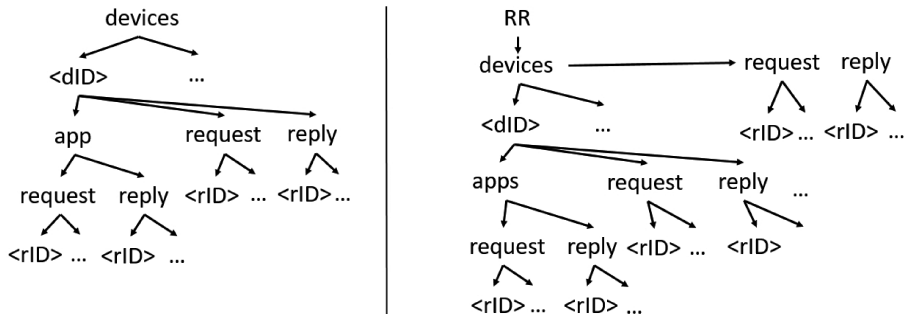 devices
<dID> ...
app request reply
request reply <rID> ... <rID> ...
<rID> ... <rID> ...
RR
devices request reply
<dID> ... <rID> ... <rID> ...
apps request reply ...
request reply <rID> ... <rID>
<rID> ... <rID> ...